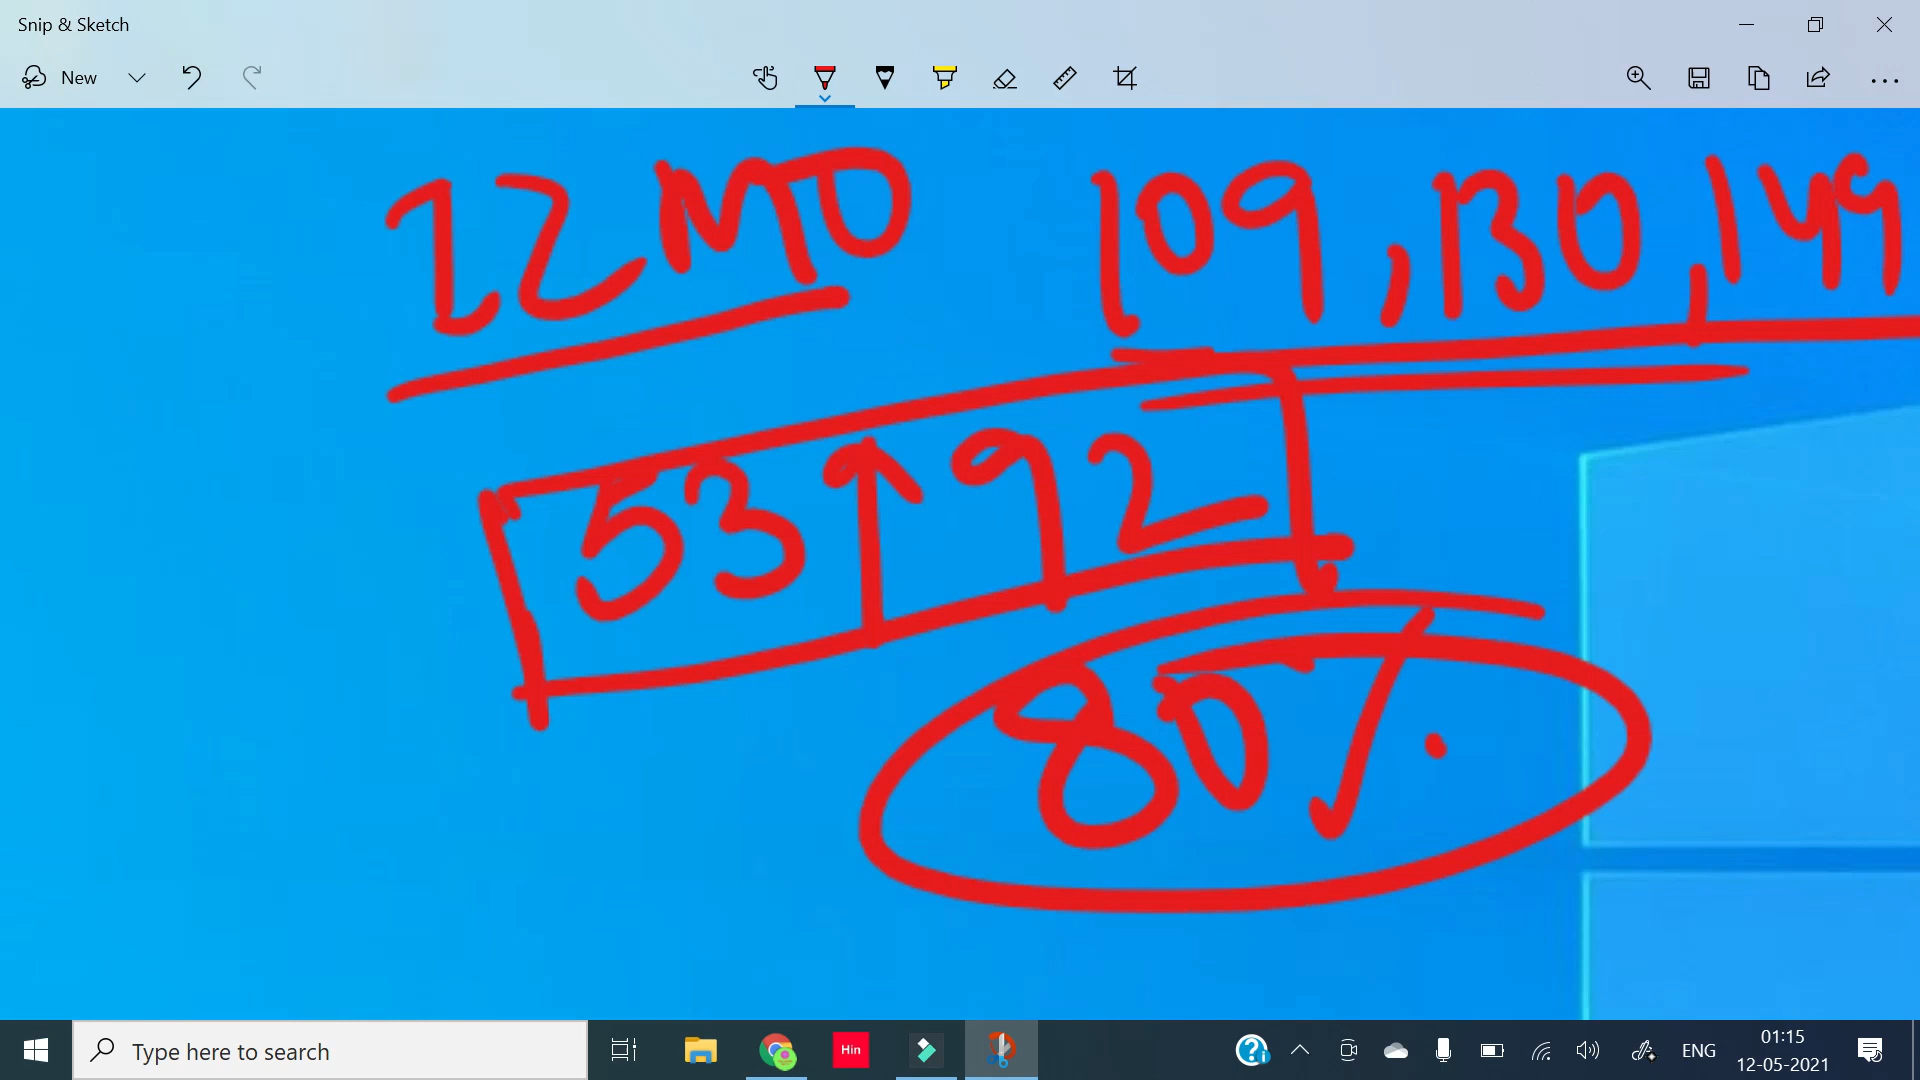 Snip & Sketch
New
22 MO 109, 130, 149
53 ↑ 92
80%
Type here to search
Hin
ENG
01:15
12-05-2021